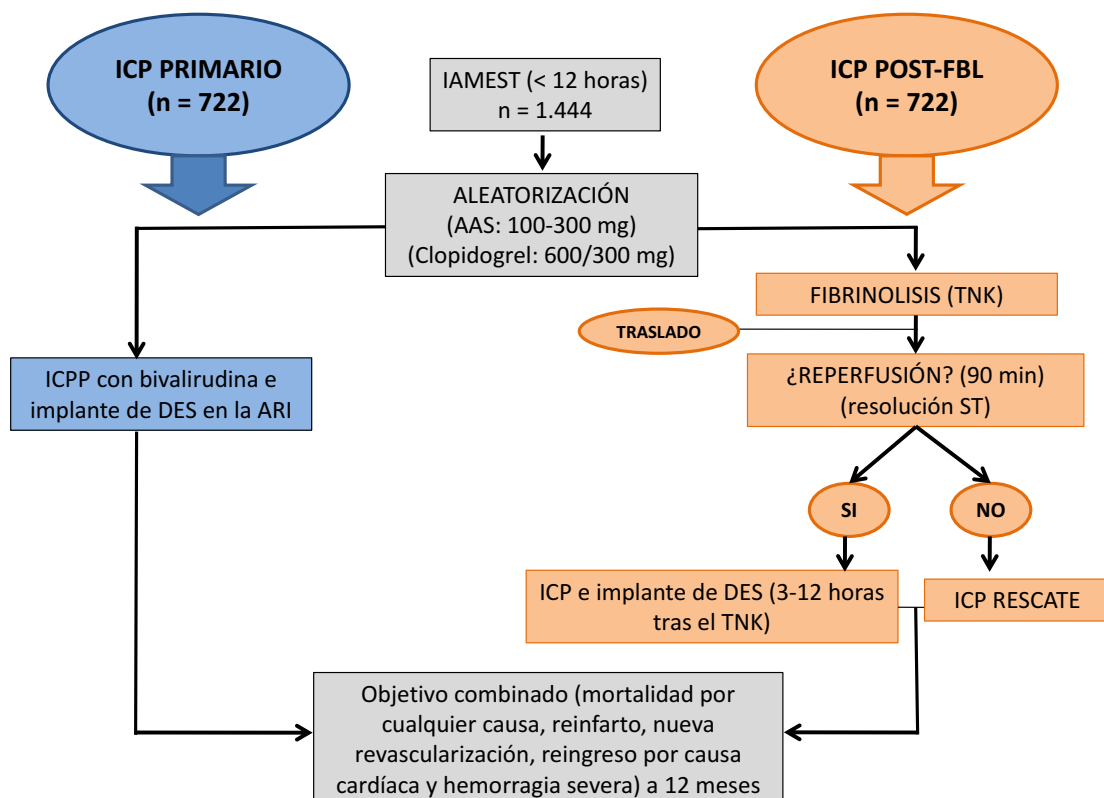 ICP PRIMARIO
(n = 722)
IAMEST (< 12 horas)
n = 1.444
ICP POST-FBL
(n = 722)
ALEATORIZACIÓN
(AAS: 100-300 mg)
(Clopidogrel: 600/300 mg)
FIBRINOLISIS (TNK)
TRASLADO
ICPP con bivalirudina e
implante de DES en la ARI
¿REPERFUSIÓN? (90 min)
(resolución ST)
SI
NO
ICP e implante de DES (3-12 horas
tras el TNK)
ICP RESCATE
Objetivo combinado (mortalidad por
cualquier causa, reinfarto, nueva
revascularización, reingreso por causa
cardíaca y hemorragia severa) a 12 meses